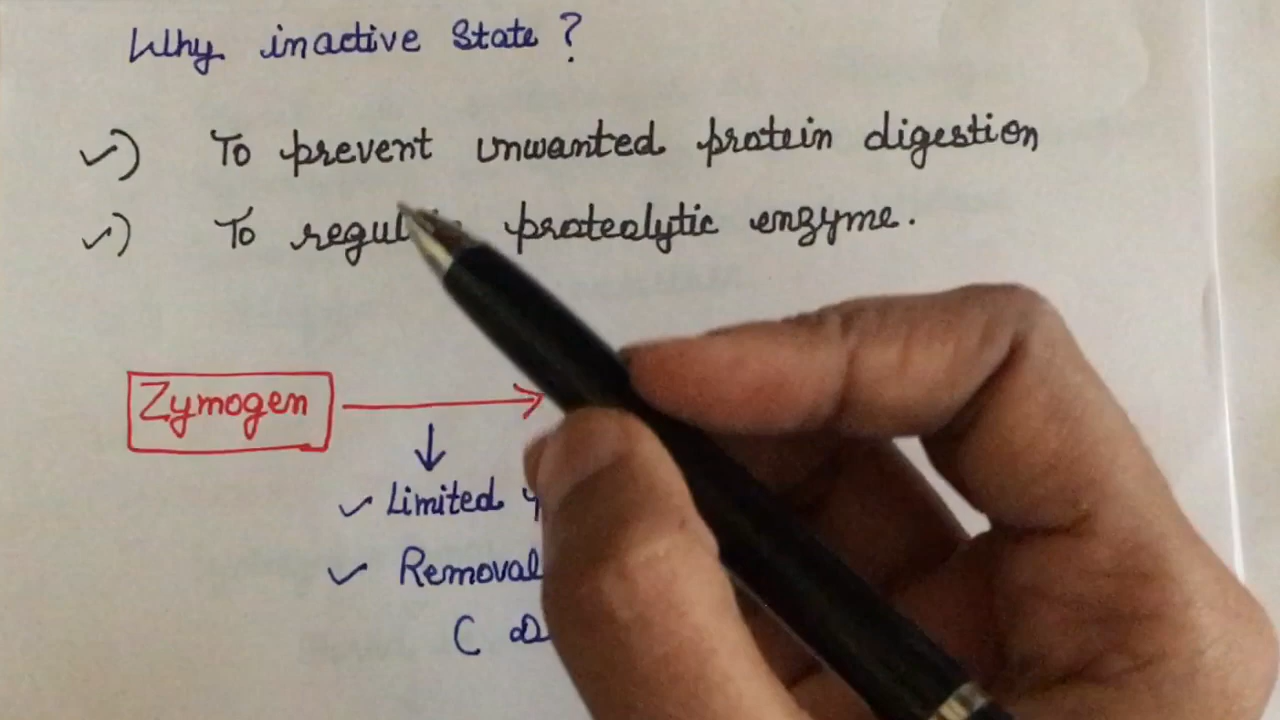 Why inactive State ?
To prevent unwanted protein digestion
To proteolytic enzyme.
Zymogen
Limited
Removal
C